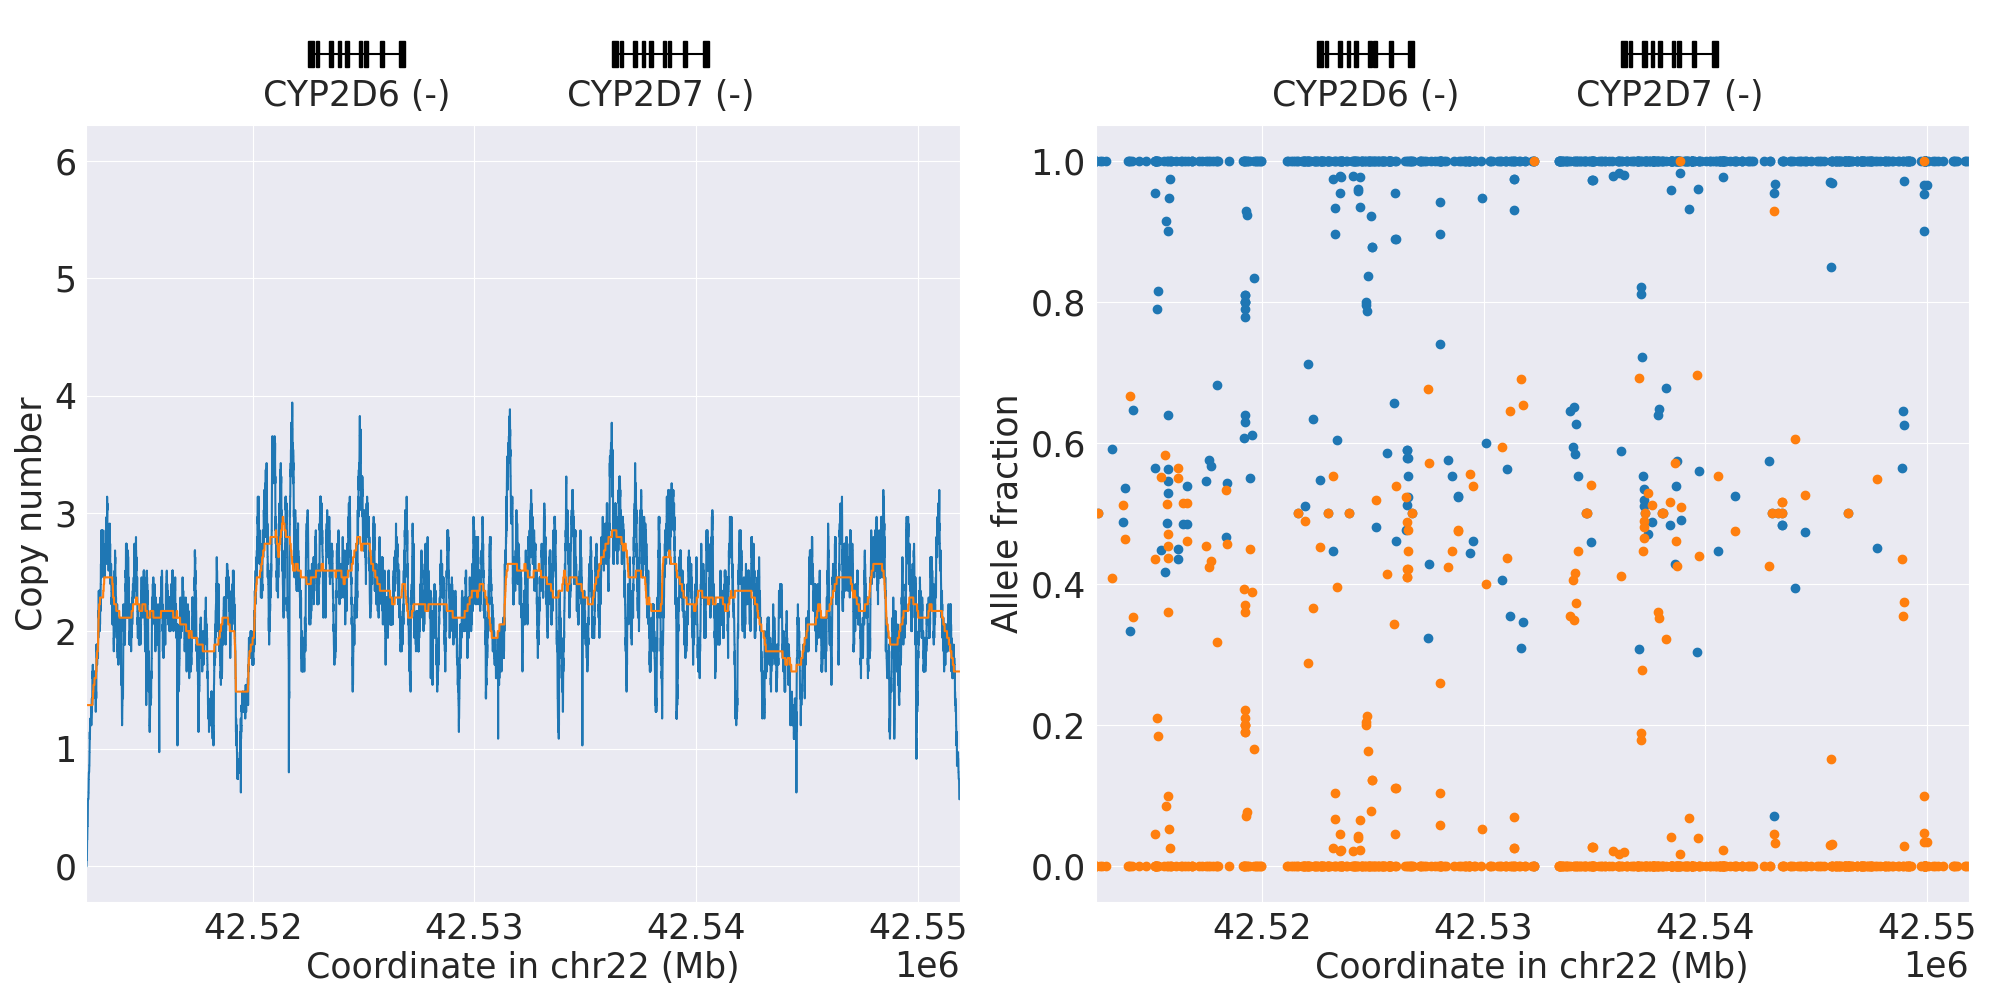 CYP2D6 (-) CYP2D7 (-)
CYP2D6 (-) CYP2D7 (-)
Copy number
6
5
4
3
2
1
0
42.52 42.53 42.54 42.55
Coordinate in chr22 (Mb)
1e6
Allele fraction
1.0
0.8
0.6
0.4
0.2
0.0
42.52 42.53 42.54 42.55
Coordinate in chr22 (Mb)
1e6